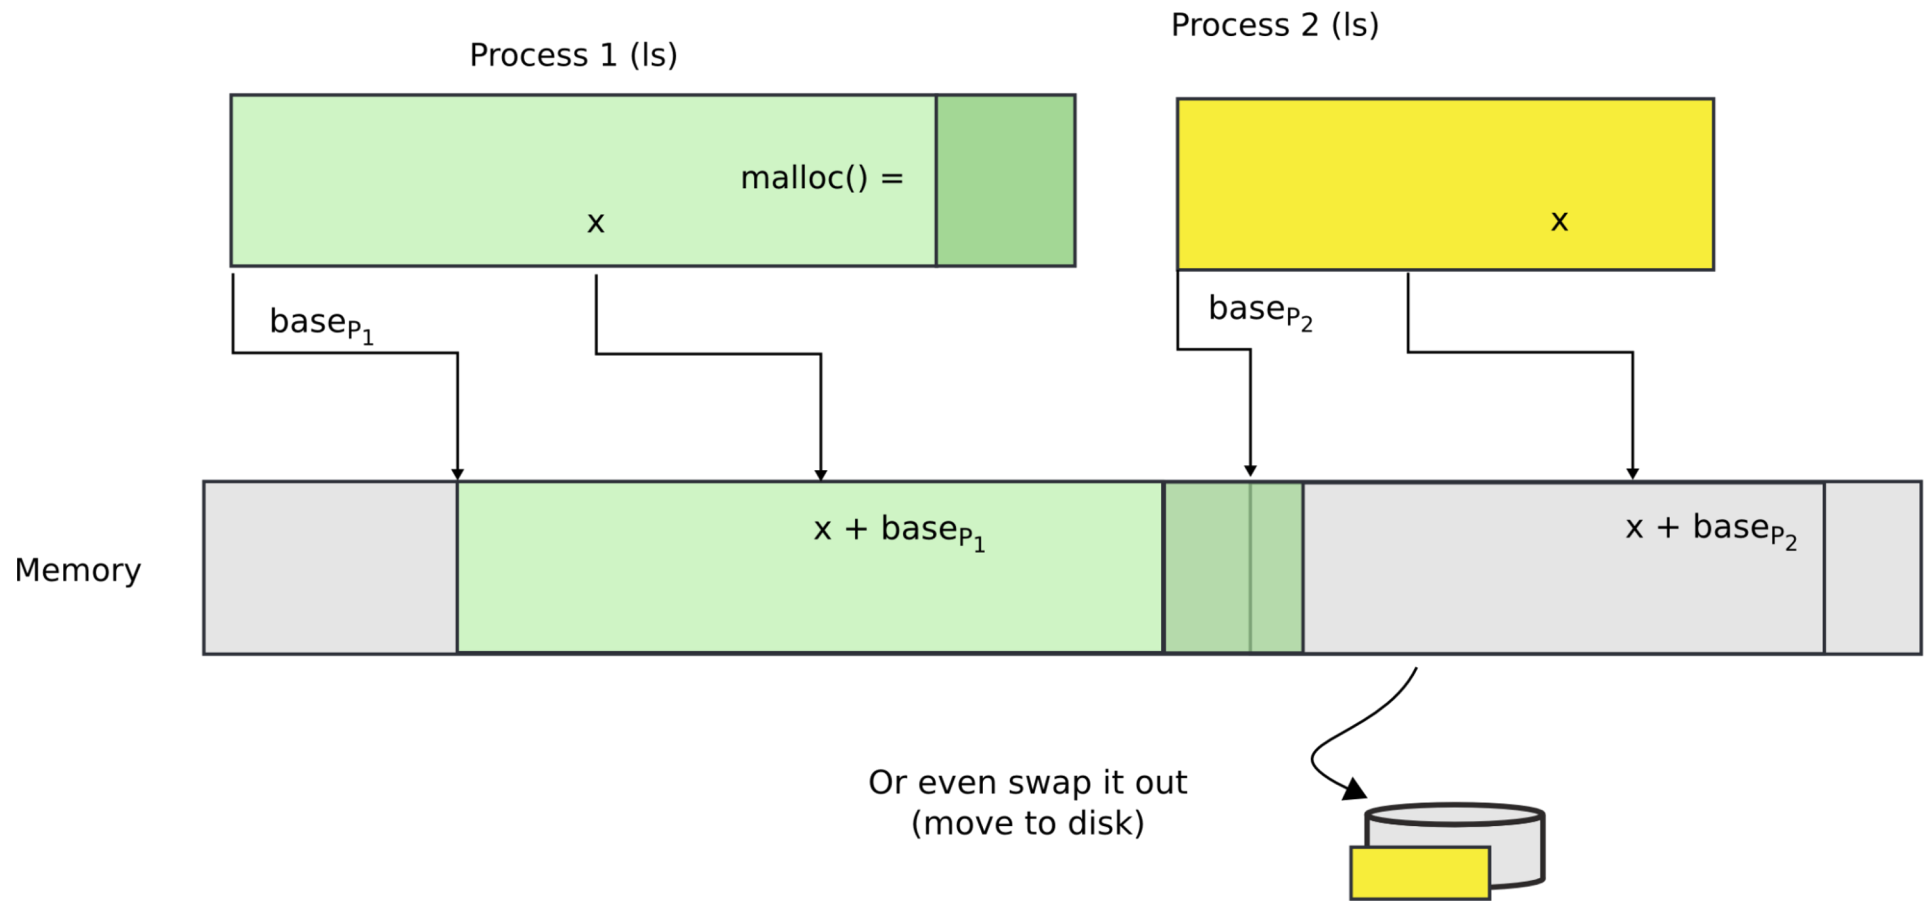 Process 1 (ls)
Process 2 (ls)
malloc() =
x
x
baseP1
baseP2
x + baseP1
x + baseP2
Memory
Or even swap it out
(move to disk)